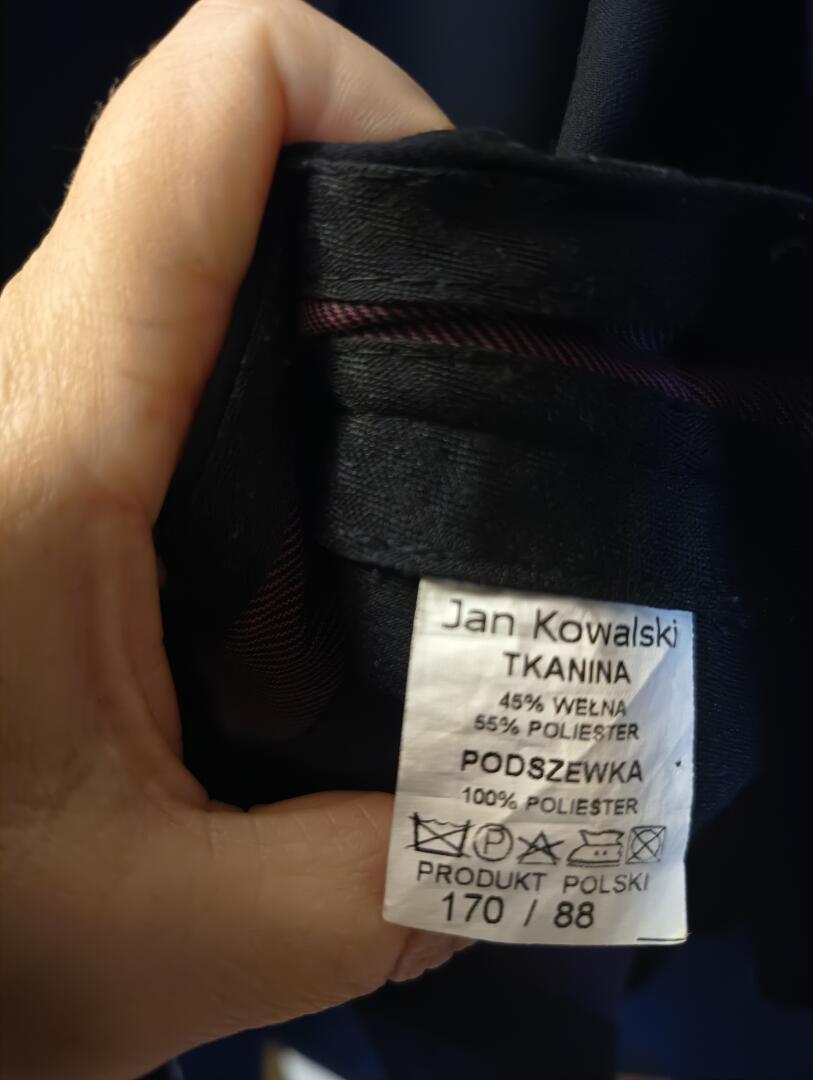 Jan Kowalski
TKANINA
45% WEŁNA
55% POLIESTER
PODSZEWKA
100% POLIESTER
P
PRODUKT POLSKI
170 / 88